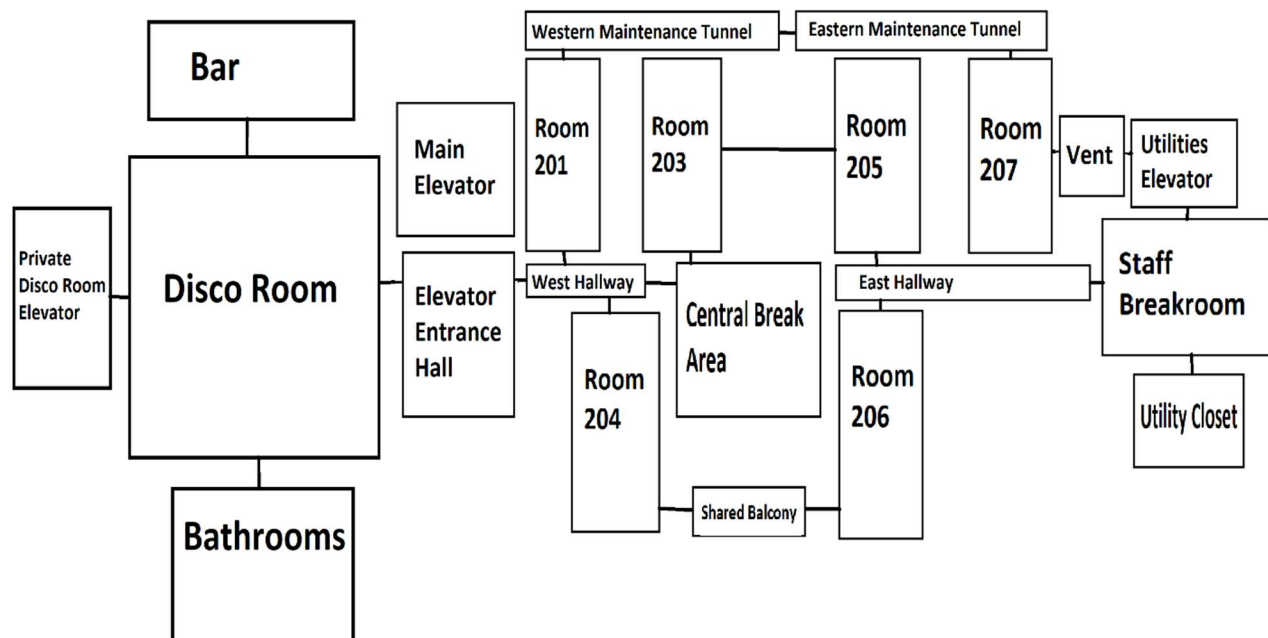 Western Maintenance Tunnel
Eastern Maintenance Tunnel
Bar
Main
Elevator
Room
201
Room
203
Room
205
Room
207
Vent
Utilities
Elevator
Private
Disco Room
Elevator
Disco Room
Elevator
Entrance
Hall
West Hallway
Central Break
Area
East Hallway
Staff
Breakroom
Room
204
Room
206
Utility Closet
Shared Balcony
Bathrooms